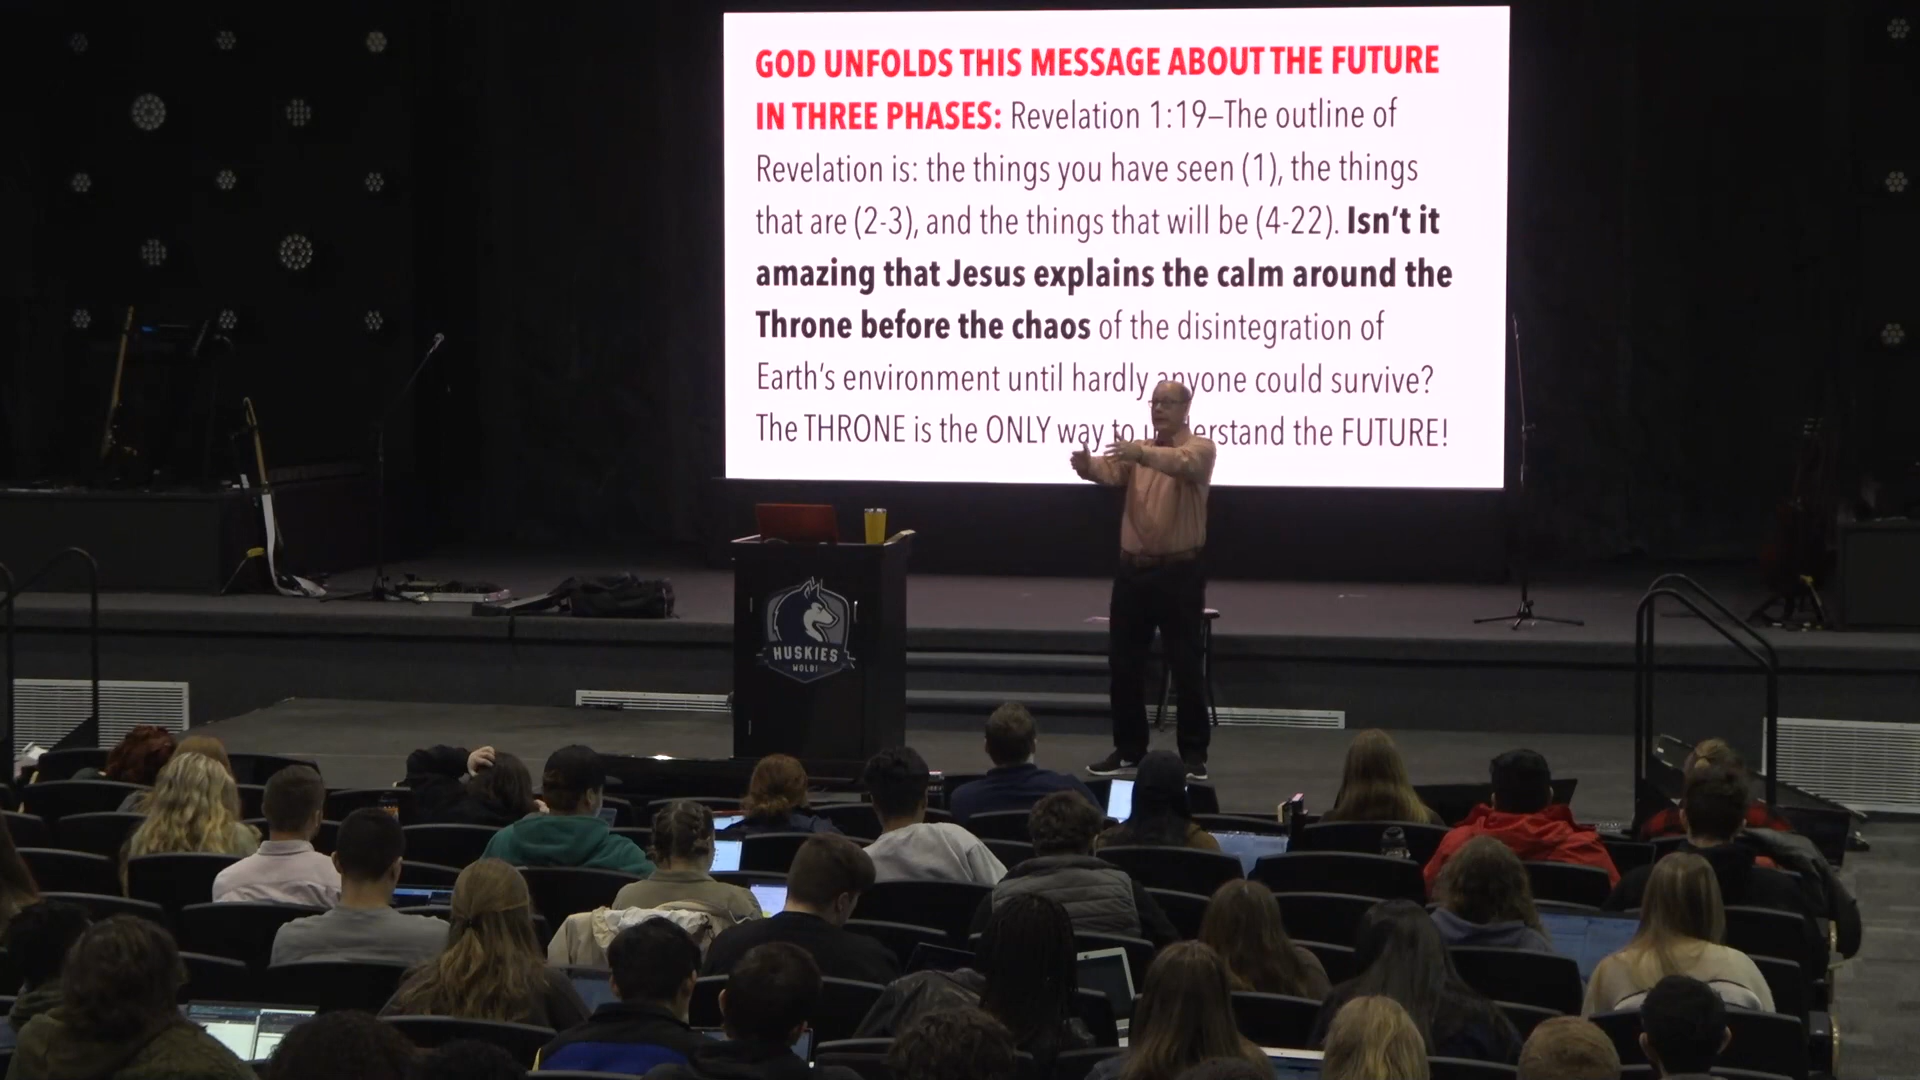 GOD UNFOLDS THIS MESSAGE ABOUT THE FUTURE
IN THREE PHASES: Revelation 1:19–The outline of
Revelation is: the things you have seen (1), the things
that are (2-3), and the things that will be (4-22). Isn't it
amazing that Jesus explains the calm around the
Throne before the chaos of the disintegration of
Earth's environment until hardly anyone could survive?
The THRONE is the ONLY way to understand the FUTURE!
HUSKIES
WOLBI